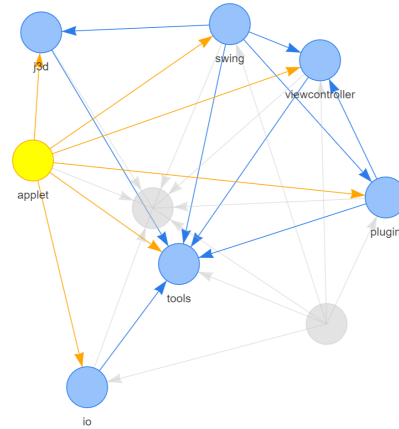 swing
j3d
viewcontroller
applet
plugin
tools
io